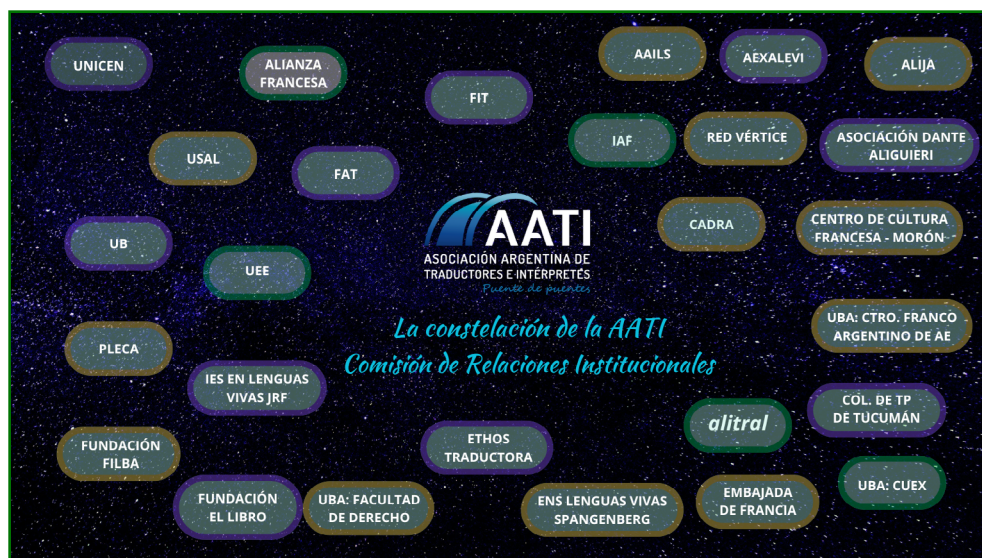 UNICEN
ALIANZA
FRANCESA
FIT
AAILS
AEXALEVI
ALIJA
USAL
FAT
IAF
RED VÉRTICE
ASOCIACIÓN DANTE
ALIGUIERI
UB
UEE
AATI
ASOCIACIÓN ARGENTINA DE
TRADUCTORES E INTÉRPRETES
Puente de puentes
CADRA
CENTRO DE CULTURA
FRANCESA - MORÓN
La constelación de la AATI
Comisión de Relaciones Institucionales
UBA: CTRO. FRANCO
ARGENTINO DE AE
PLECA
IES EN LENGUAS
VIVAS JRF
COL. DE TP
DE TUCUMÁN
alitral
FUNDACIÓN
FILBA
ETHOS
TRADUCTORA
UBA: CUEX
FUNDACIÓN
EL LIBRO
UBA: FACULTAD
DE DERECHO
ENS LENGUAS VIVAS
SPANGENBERG
EMBAJADA
DE FRANCIA